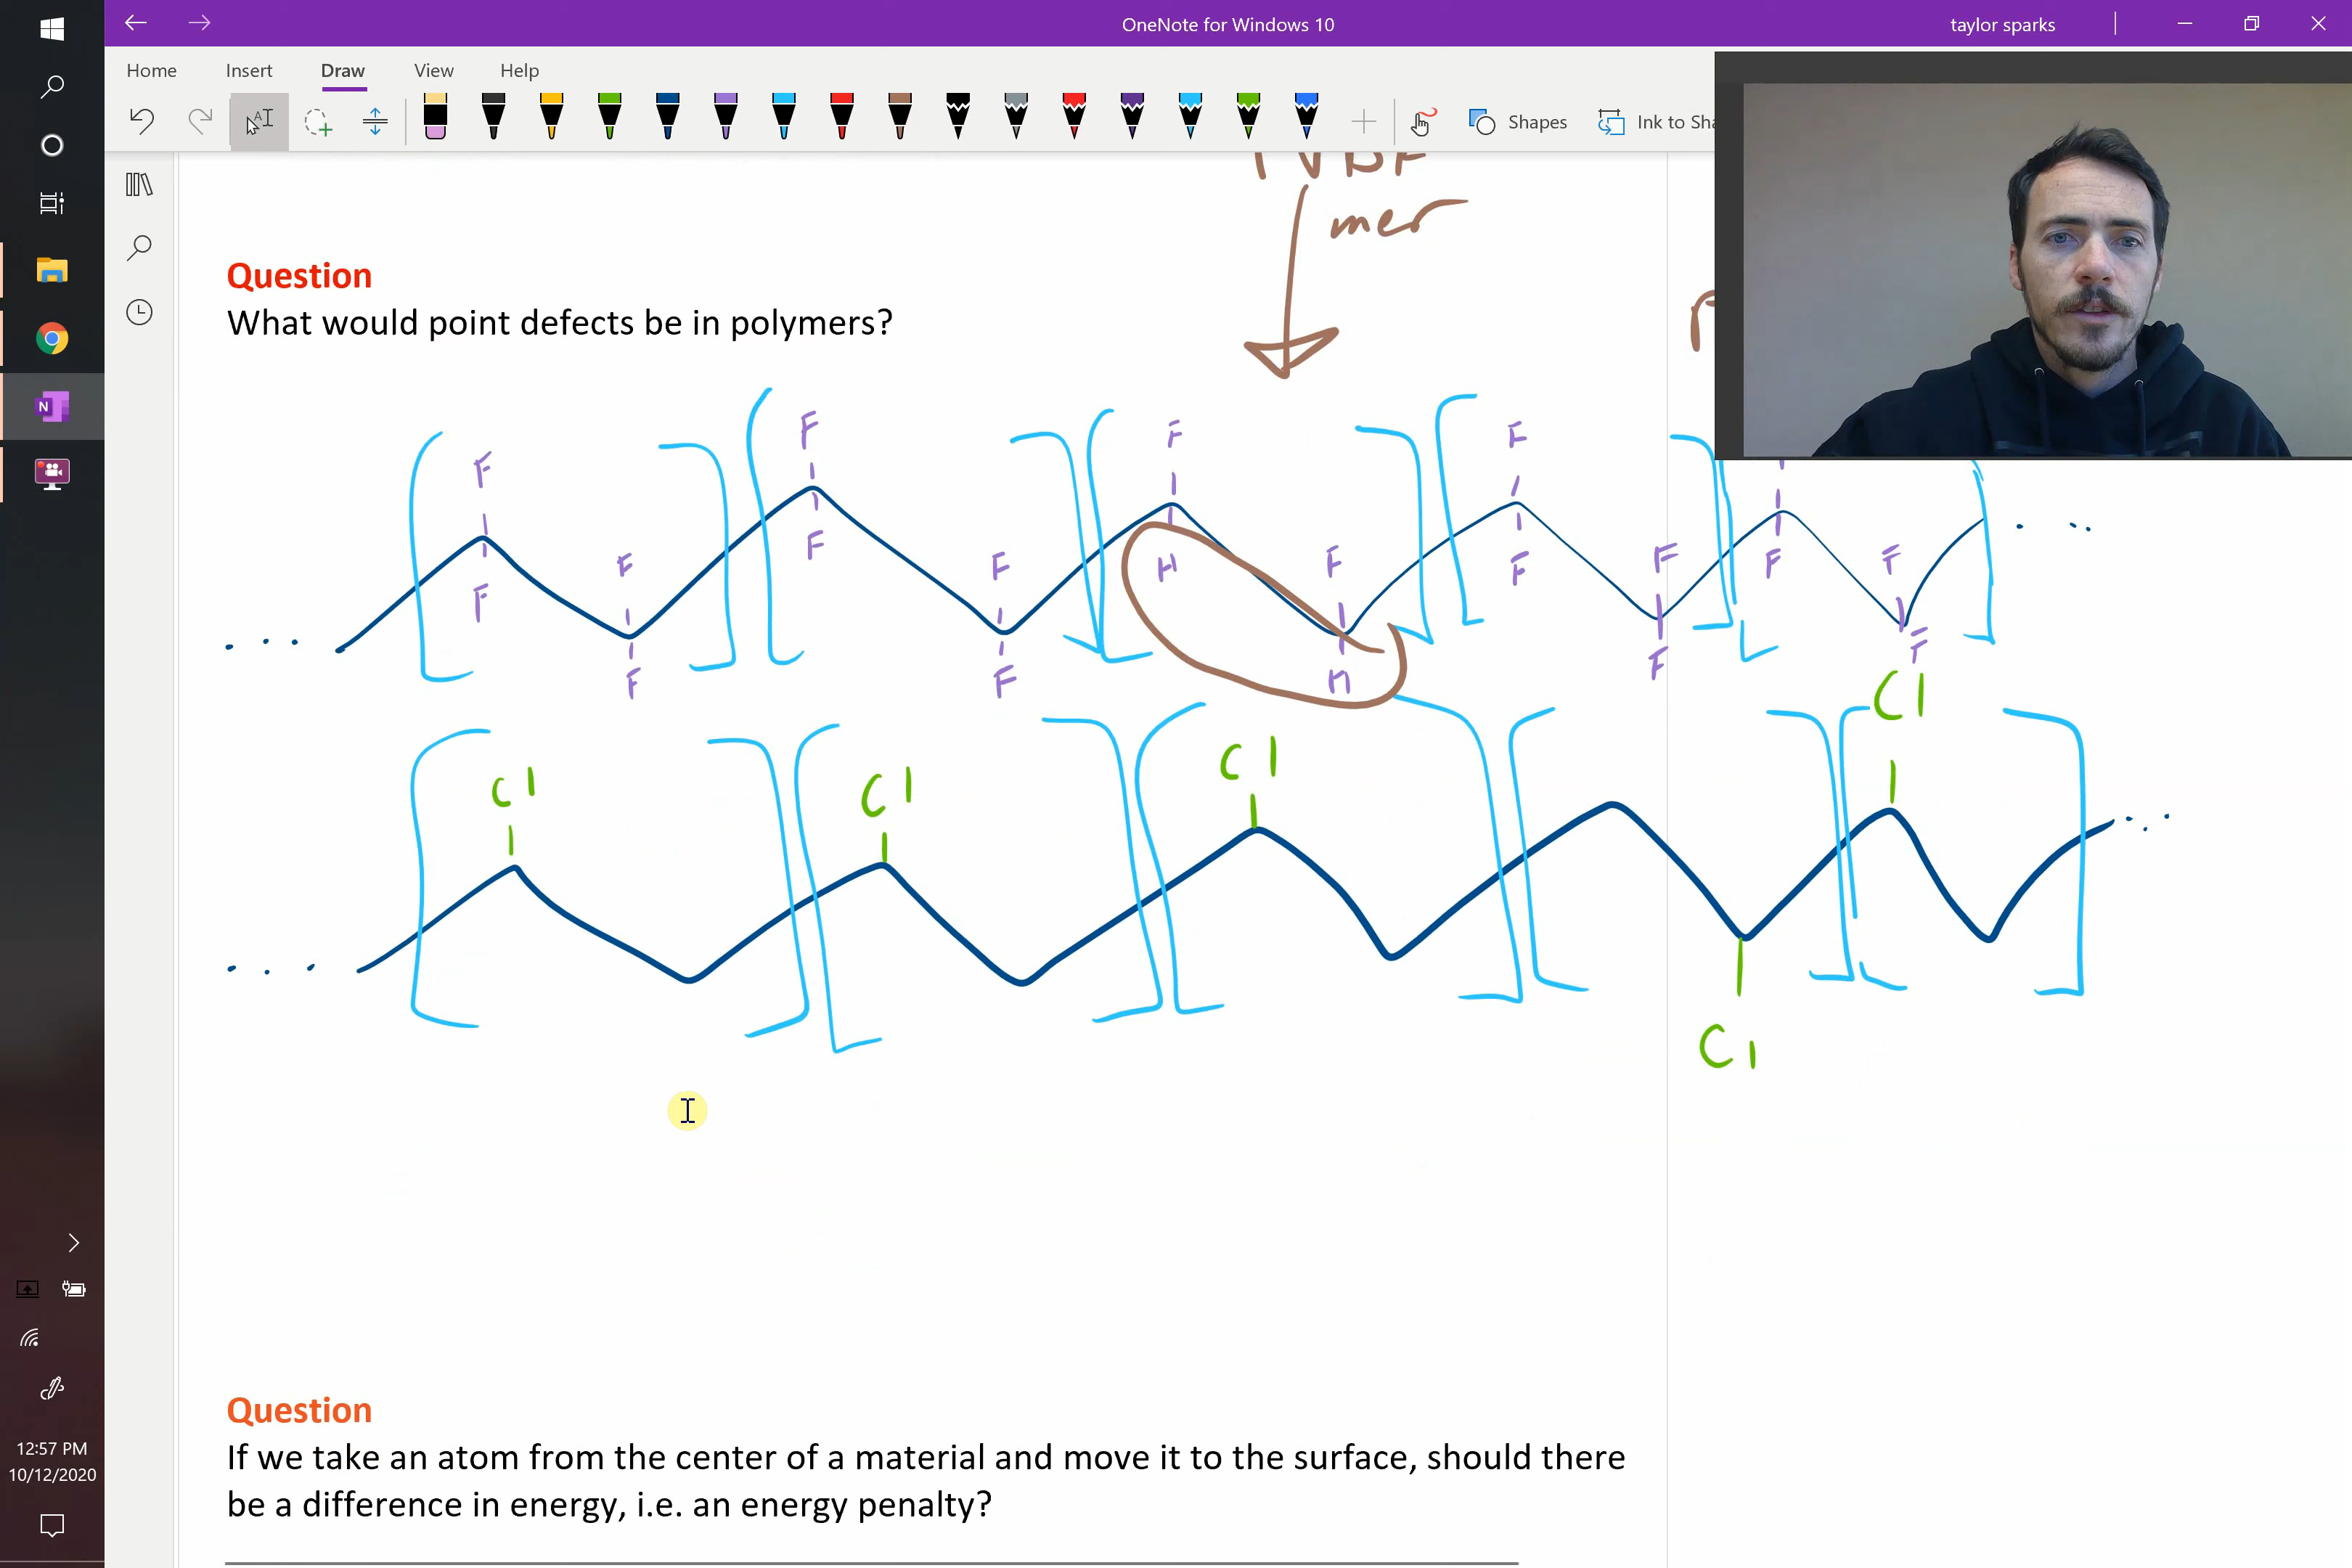 OneNote for Windows 10
taylor sparks
Home Insert Draw View Help
Shapes
Ink to Sha
mer
Question
What would point defects be in polymers?
F F F F
F F F F F F
F F H F F F
F F H F F
Cl
Cl Cl Cl
Cl
Question
If we take an atom from the center of a material and move it to the surface, should there
be a difference in energy, i.e. an energy penalty?
12:57 PM
10/12/2020